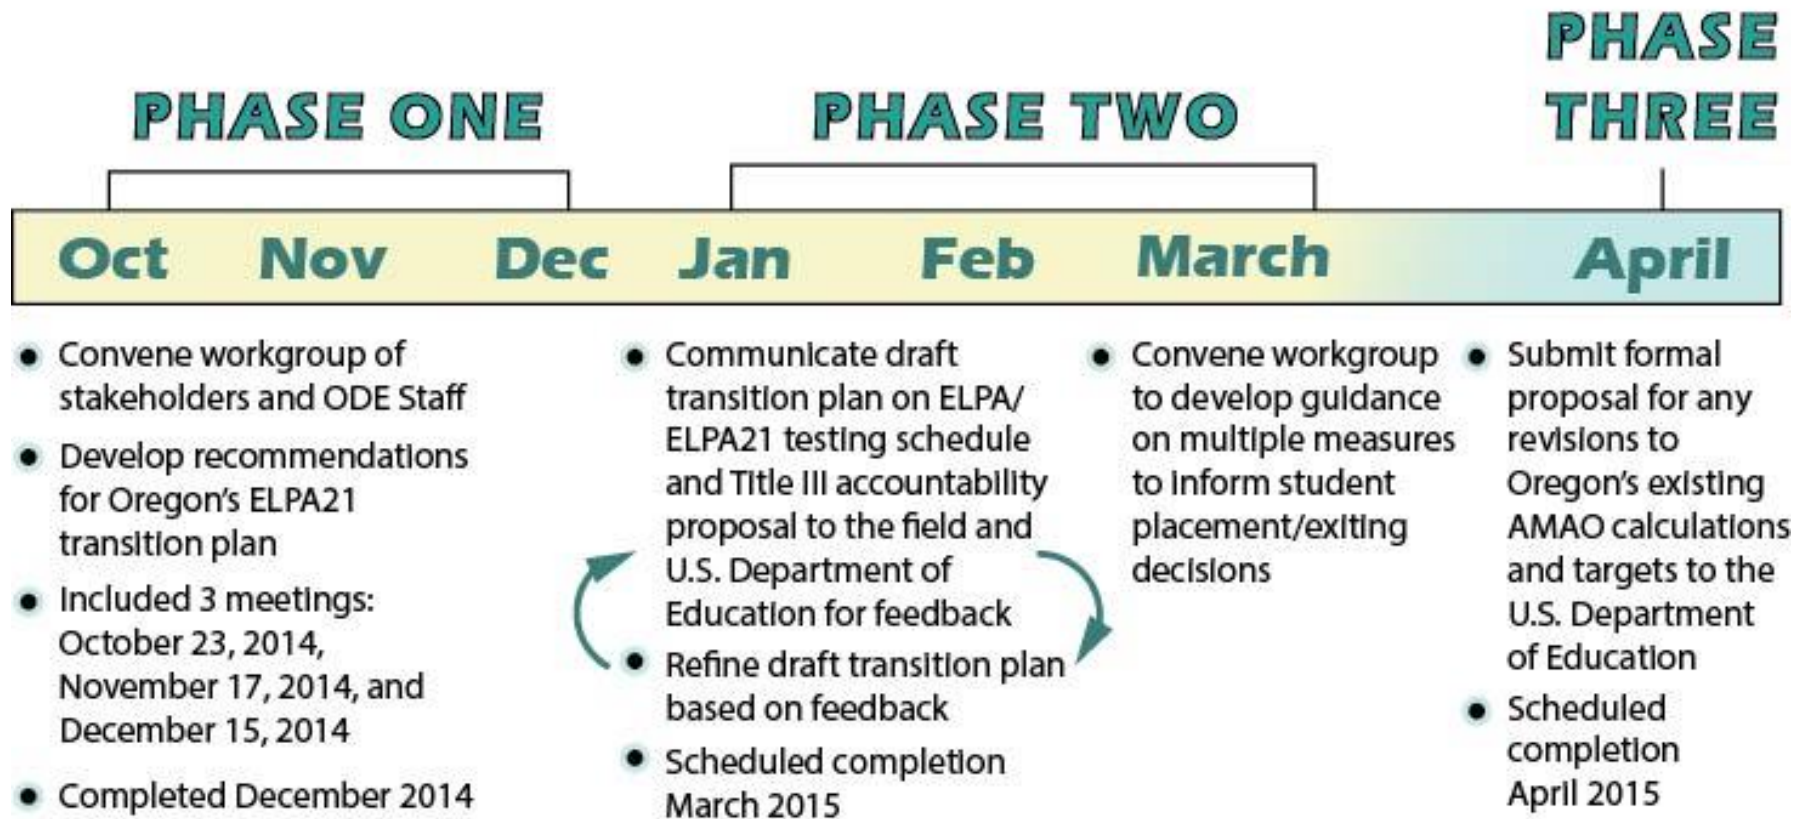 PHASE ONE
PHASE TWO
PHASE
THREE
Oct Nov Dec Jan Feb March April
• Convene workgroup of
stakeholders and ODE Staff
• Develop recommendations
for Oregon's ELPA21
transition plan
• Included 3 meetings:
October 23, 2014,
November 17, 2014, and
December 15, 2014
• Completed December 2014
• Communicate draft
transition plan on ELPA/
ELPA21 testing schedule
and Title III accountability
proposal to the field and
U.S. Department of
Education for feedback
• Refine draft transition plan
based on feedback
• Scheduled completion
March 2015
• Convene workgroup
to develop guidance
on multiple measures
to inform student
placement/exiting
decisions
• Submit formal
proposal for any
revisions to
Oregon's existing
AMAO calculations
and targets to the
U.S. Department
of Education
• Scheduled
completion
April 2015